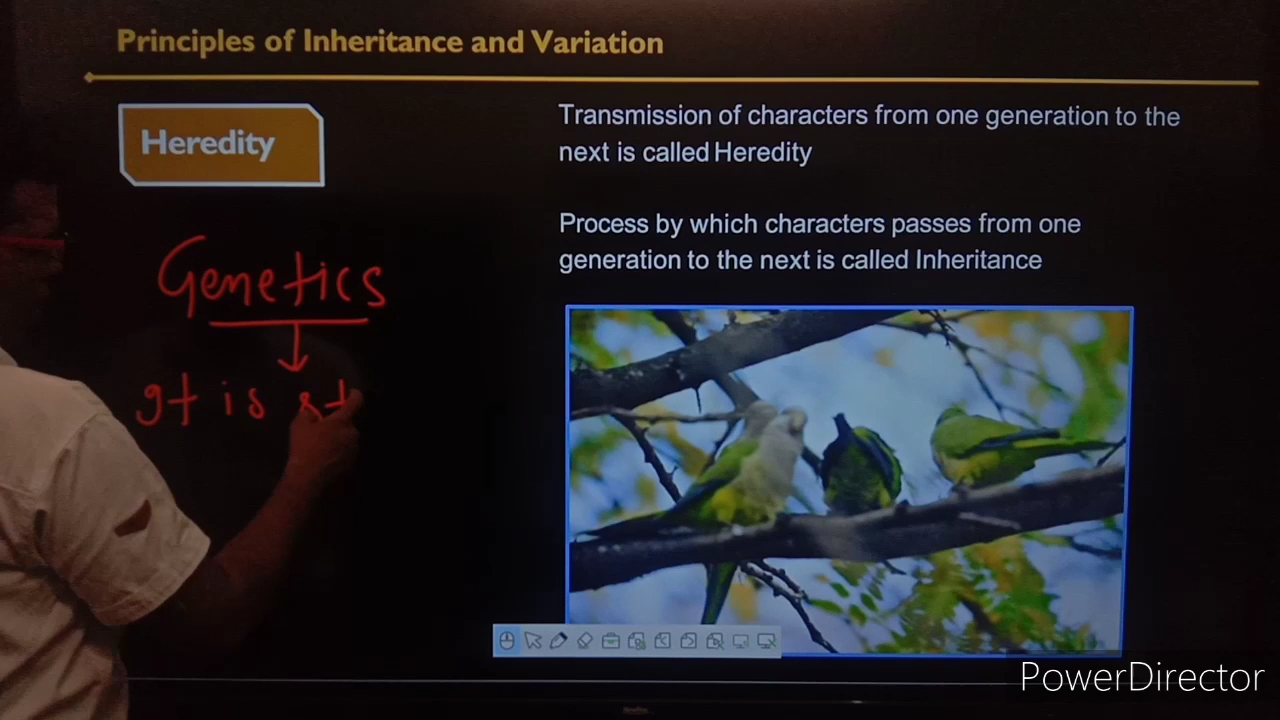 Principles of Inheritance and Variation
Heredity
Transmission of characters from one generation to the
next is called Heredity
Process by which characters passes from one
generation to the next is called Inheritance
Genetics
It is st
PowerDirector